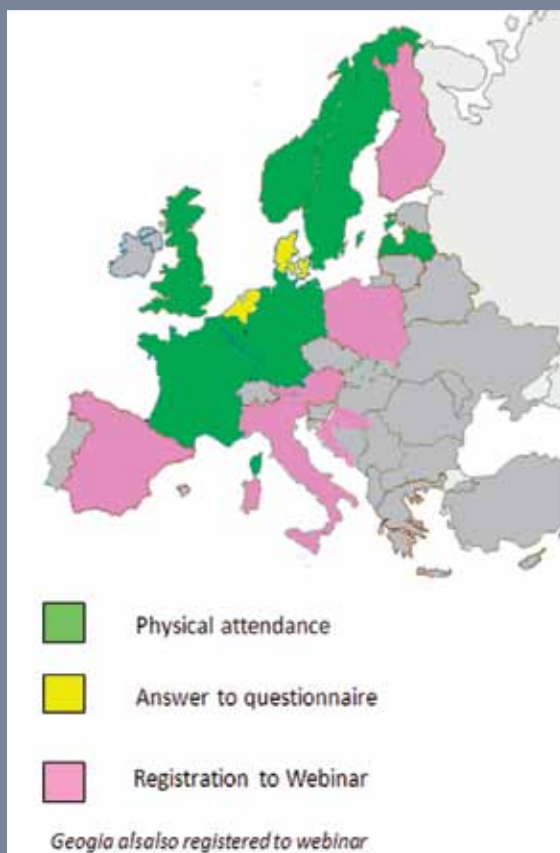 Physical attendance
Answer to questionnaire
Registration to Webinar
Geogia alsalso registered to webinar